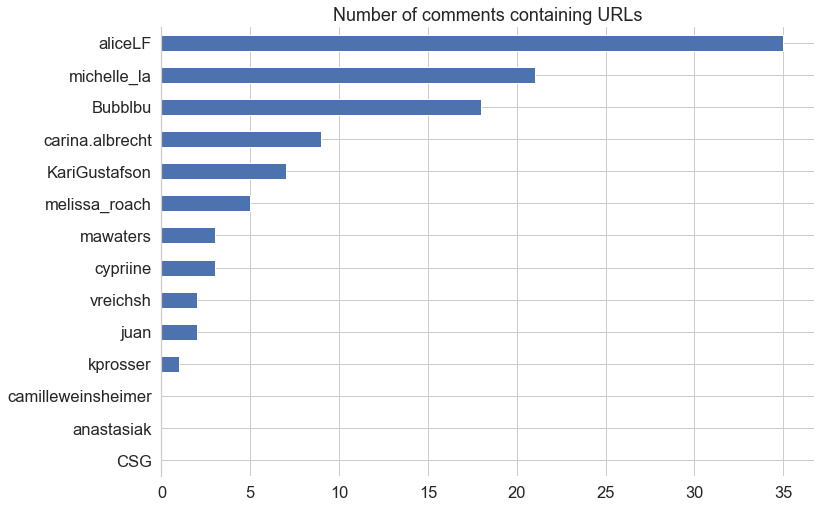 Number of comments containing URLs
aliceLF
michelle_la
Bubblbu
carina.albrecht
KariGustafson
melissa_roach
mawaters
cypriine
vreichsh
juan
kprosser
camilleweinsheimer
anastasiak
CSG
0 5 10 15 20 25 30 35